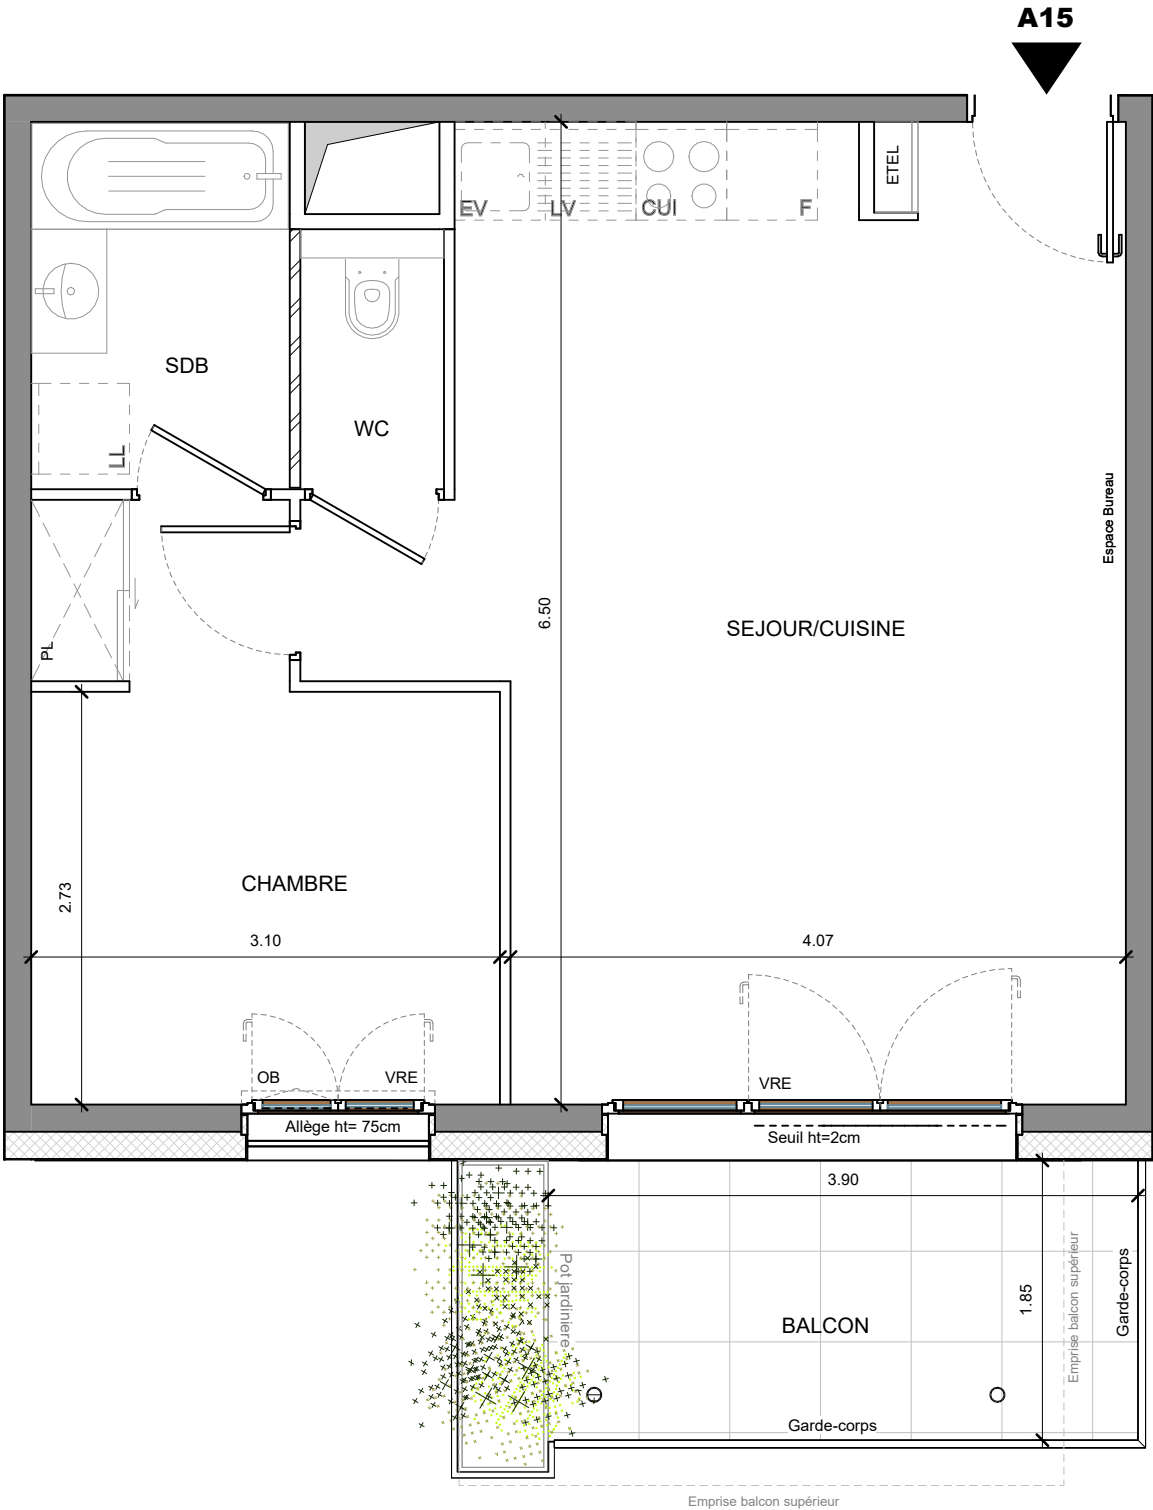 A15
ETEL
EV
LV
CUI
F
SDB
WC
LL
Espace Bureau
6.50
SEJOUR/CUISINE
PL
CHAMBRE
2.73
3.10
4.07
OB
VRE
VRE
Allège ht= 75cm
Seuil ht=2cm
3.90
Pot jardiniere
1.85
Emprise balcon supérieur
Garde-corps
BALCON
Garde-corps
Emprise balcon supérieur